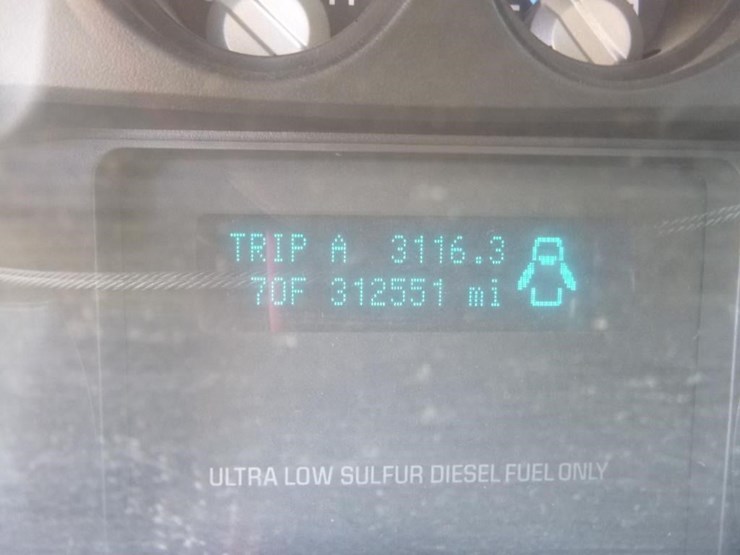 TRIP A 3116.3
70F 312551 mi
ULTRA LOW SULFUR DIESEL FUEL ONLY